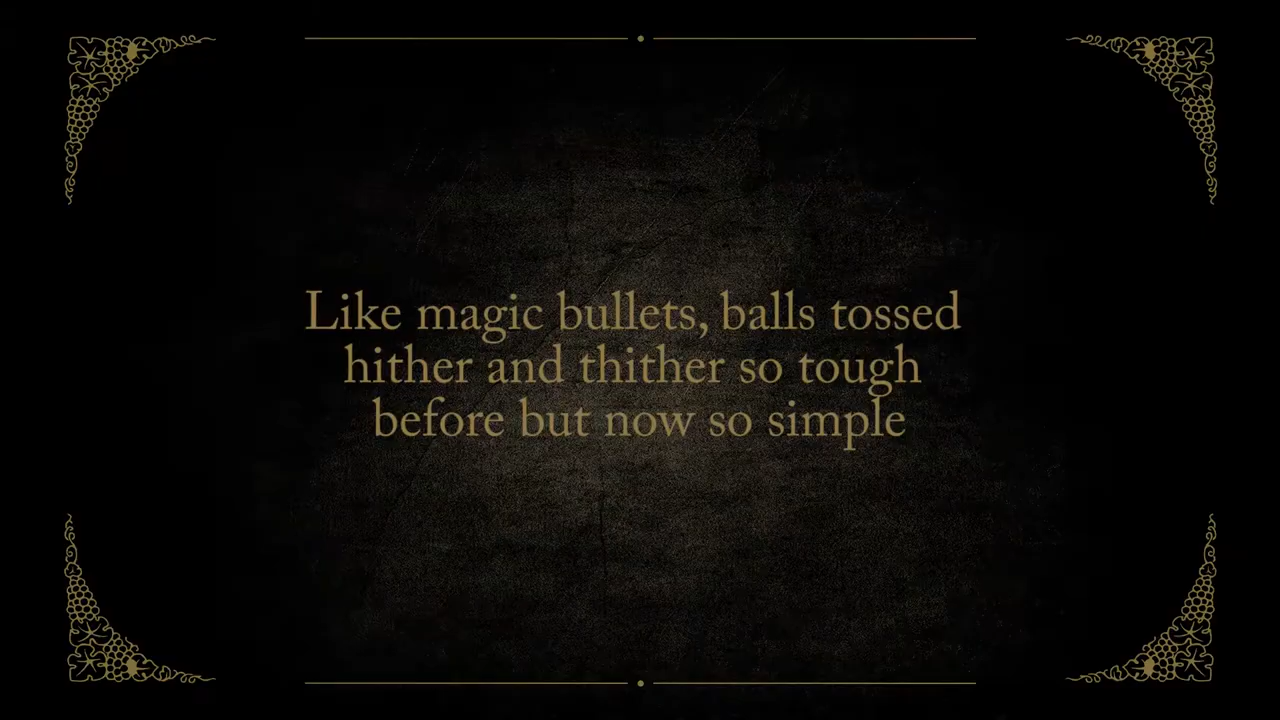 Like magic bullets, balls tossed
hither and thither so tough
before but now so simple